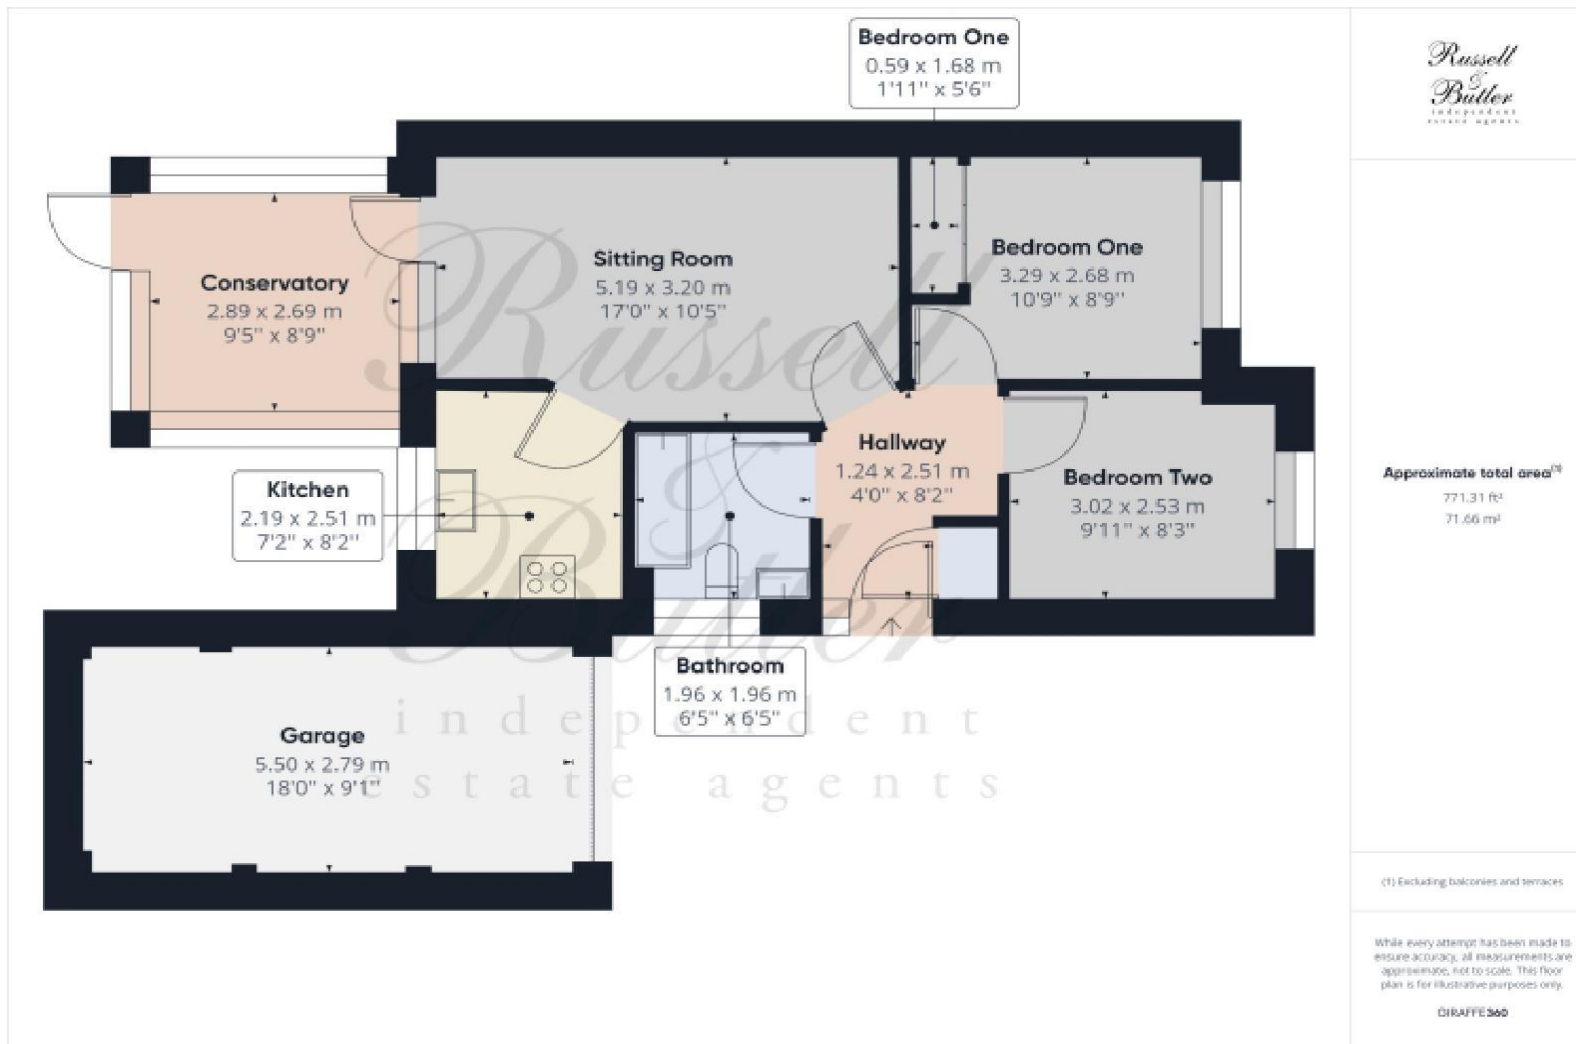 Bedroom One
0.59 x 1.68 m
1'11" x 5'6"
Russell
&
Butler
independent
estate agents
Conservatory
2.89 x 2.69 m
9'5" x 8'9"
Sitting Room
5.19 x 3.20 m
17'0" x 10'5"
Bedroom One
3.29 x 2.68 m
10'9" x 8'9"
Kitchen
2.19 x 2.51 m
7'2" x 8'2"
Hallway
1.24 x 2.51 m
4'0" x 8'2"
Bedroom Two
3.02 x 2.53 m
9'11" x 8'3"
Bathroom
1.96 x 1.96 m
6'5" x 6'5"
Garage
5.50 x 2.79 m
18'0" x 9'1"
Russell
&
Butler
independent
estate agents
Approximate total area(1)
771.31 ft²
71.66 m²
(1) Excluding balconies and terraces
While every attempt has been made to
ensure accuracy, all measurements are
approximate, not to scale. This floor
plan is for illustrative purposes only.
GIRAFFE360